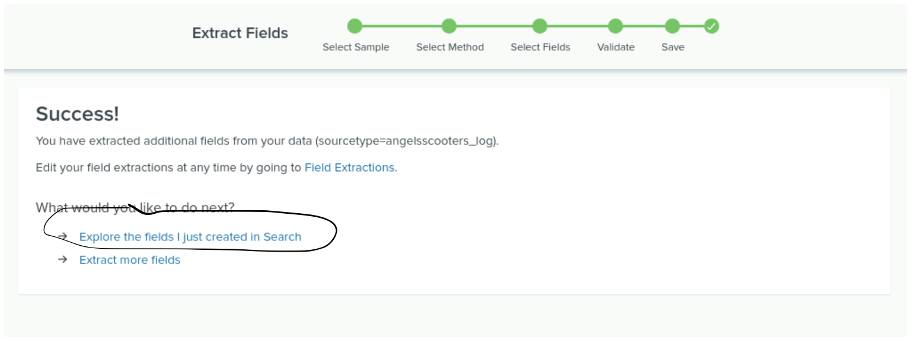 Extract Fields
Select Sample
Select Method
Select Fields
Validate
Save
Success!
You have extracted additional fields from your data (sourcetype=angelsscooters_log).
Edit your field extractions at any time by going to Field Extractions.
What would you like to do next?
Explore the fields I just created in Search
Extract more fields